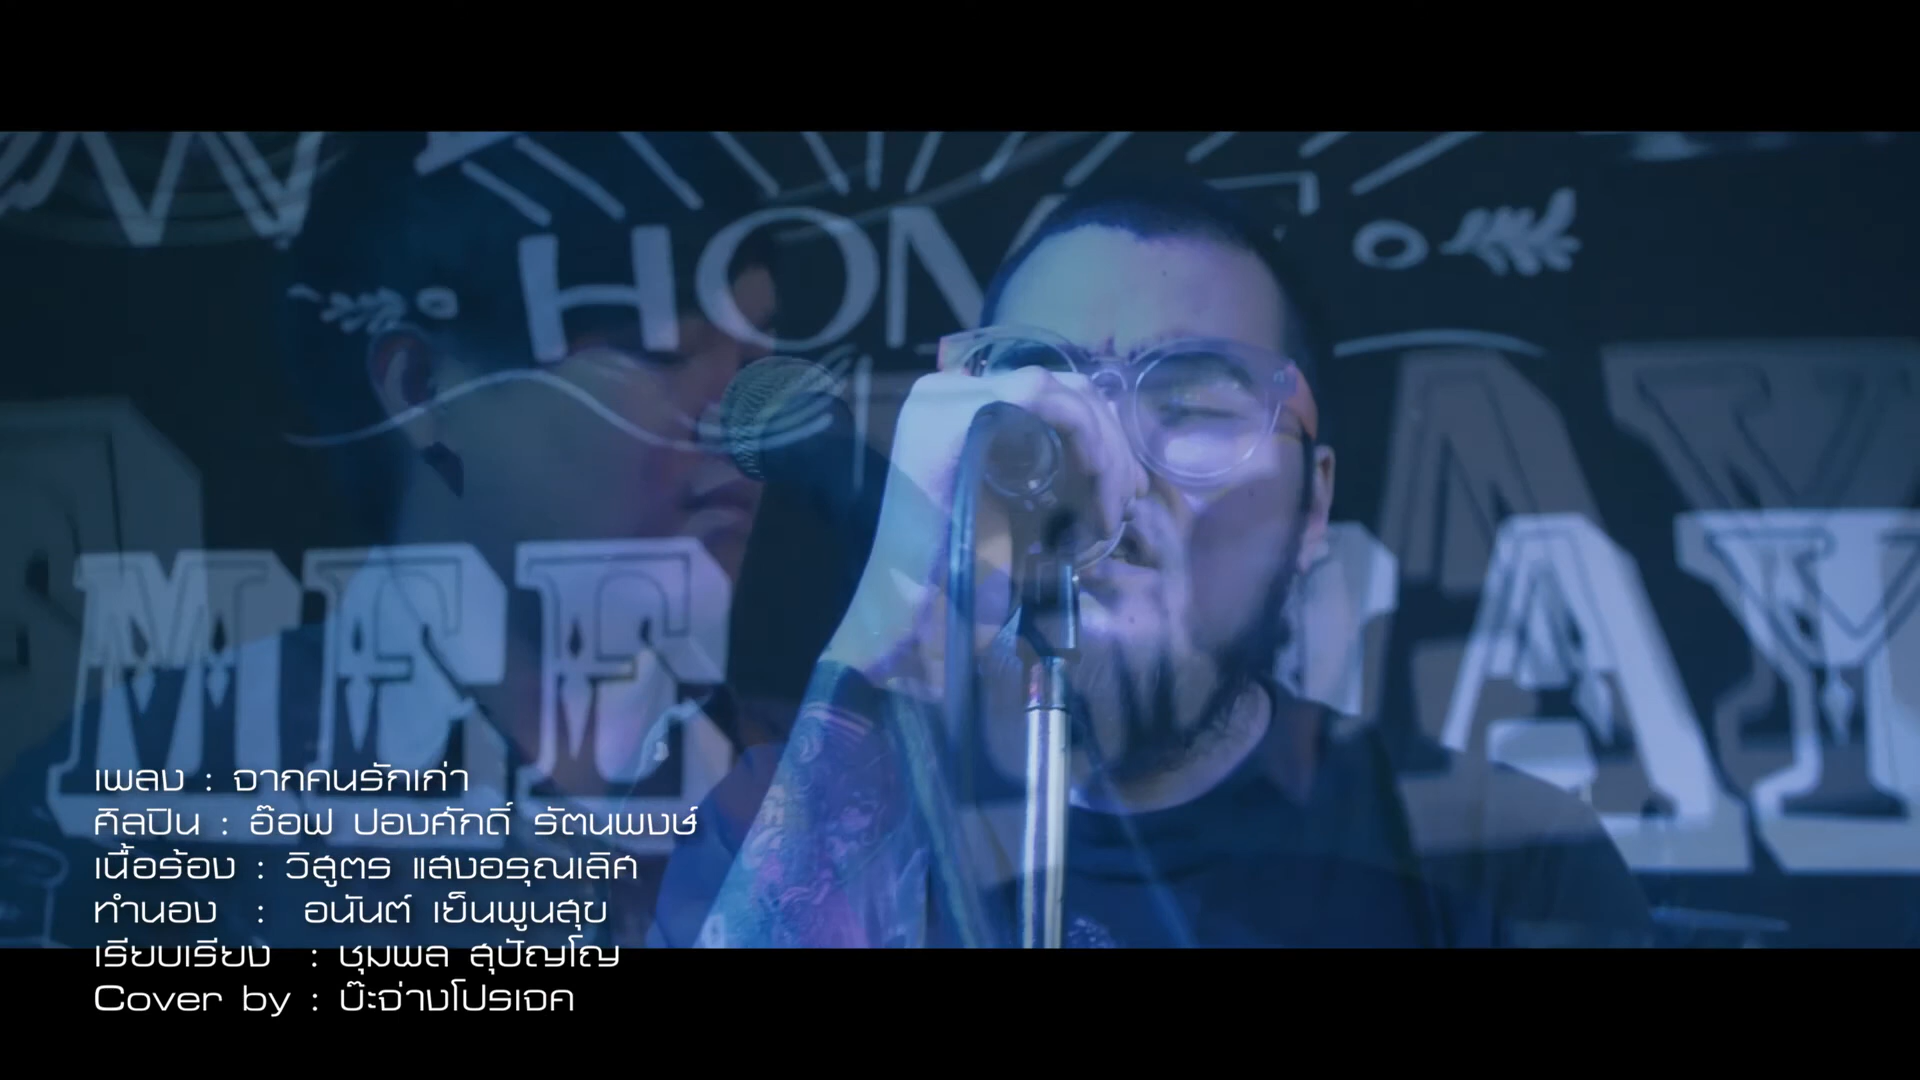 HOM
MEE
AY
AY
เพลง : จากคนรักเก่า
ศิลปิน : อ๊อฟ ปองศักดิ์ รัตนพงษ์
เนื้อร้อง : วิสูตร แสงอรุณเลิศ
ทำนอง : อนันต์ เย็นพูนสุข
เรียบเรียง : ชุมพล สุปัญโญ
Cover by : บ๊ะจ่างโปรเจค